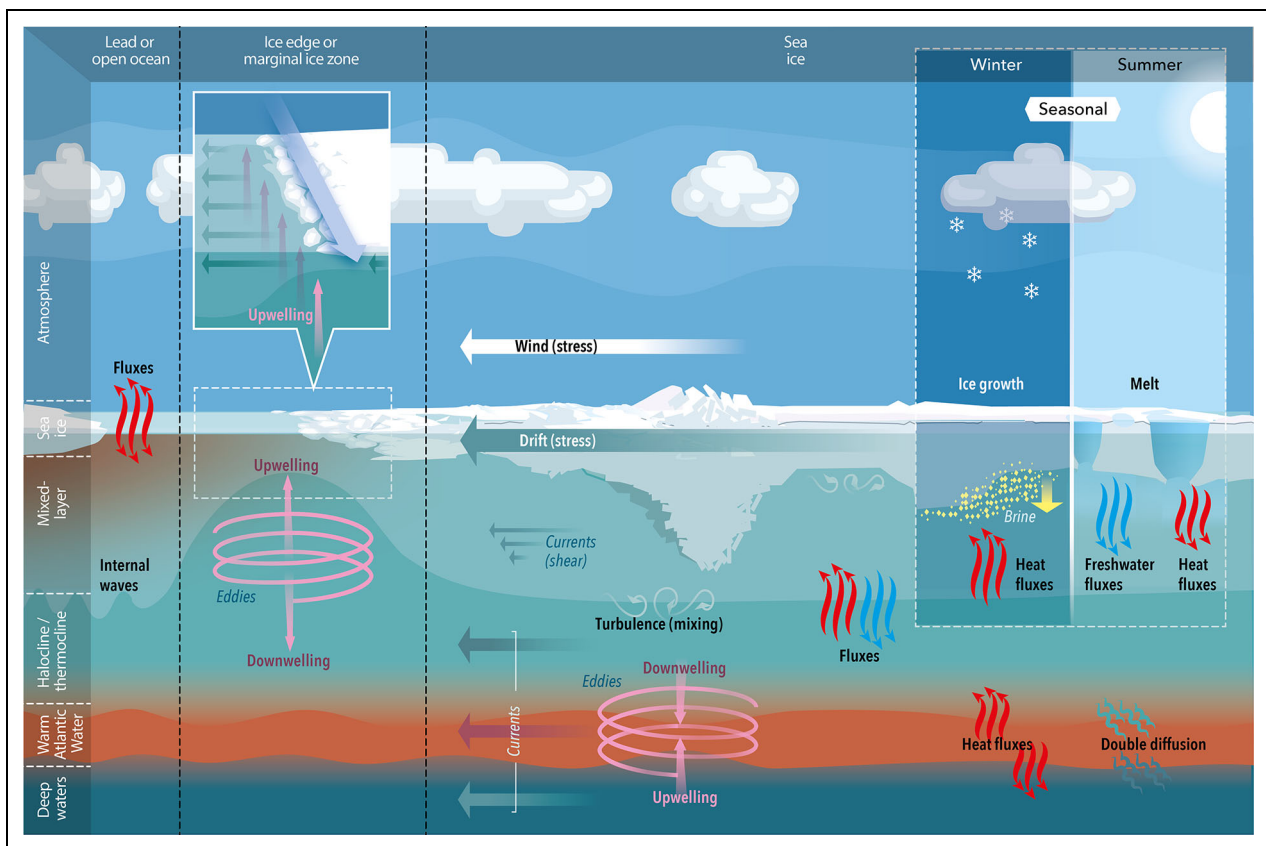 Lead or
open ocean
Ice edge or
marginal ice zone
Sea
ice
Winter
Summer
Seasonal
Atmosphere
Upwelling
Wind (stress)
Fluxes
Ice growth
Melt
Sea
ice
Drift (stress)
Upwelling
Mixed-
layer
Brine
Currents
(shear)
Internal
waves
Eddies
Heat
fluxes
Freshwater
fluxes
Heat
fluxes
Halocline /
thermocline
Turbulence (mixing)
Fluxes
Downwelling
Downwelling
Eddies
Warm
Atlantic
Water
Currents
Heat fluxes
Double diffusion
Deep
waters
Upwelling